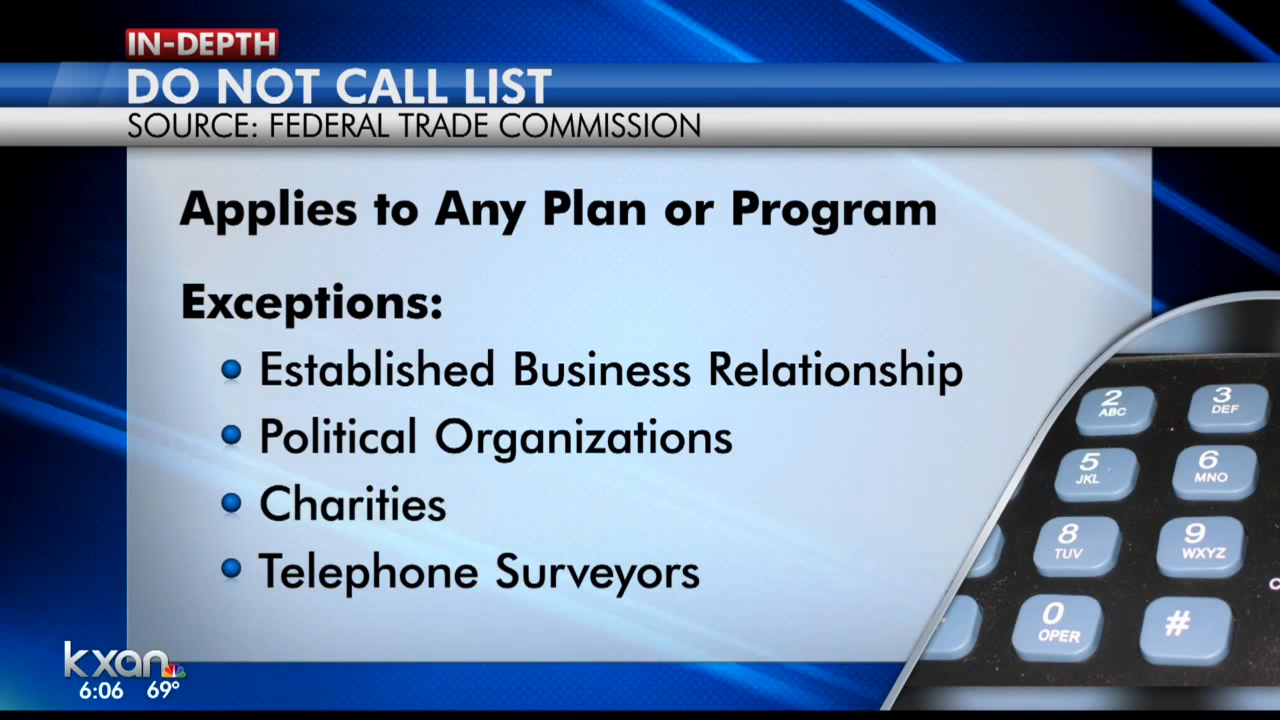 IN-DEPTH
DO NOT CALL LIST
SOURCE: FEDERAL TRADE COMMISSION
Applies to Any Plan or Program
Exceptions:
Established Business Relationship
Political Organizations
Charities
Telephone Surveyors
2
ABC
3
DEF
5
JKL
6
MNO
8
TUV
9
WXYZ
0
OPER
#
kxan
6:06 69°